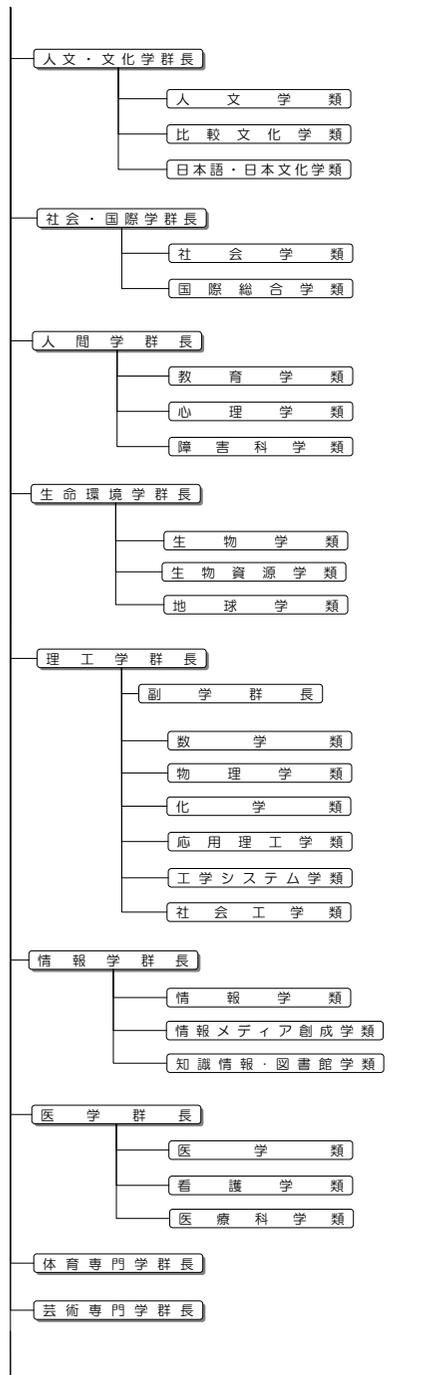 人文・文化学群長
人文学類
比較文化学類
日本語・日本文化学類
社会・国際学群長
社会学類
国際総合学類
人間学群長
教育学類
心理学類
障害科学類
生命環境学群長
生物学類
生物資源学類
地球学類
理工学群長
副学群長
数学類
物理学類
化学類
応用理工学類
工学システム学類
社会工学類
情報学群長
情報学類
情報メディア創成学類
知識情報・図書館学類
医学群長
医学類
看護学類
医療科学類
体育専門学群長
芸術専門学群長